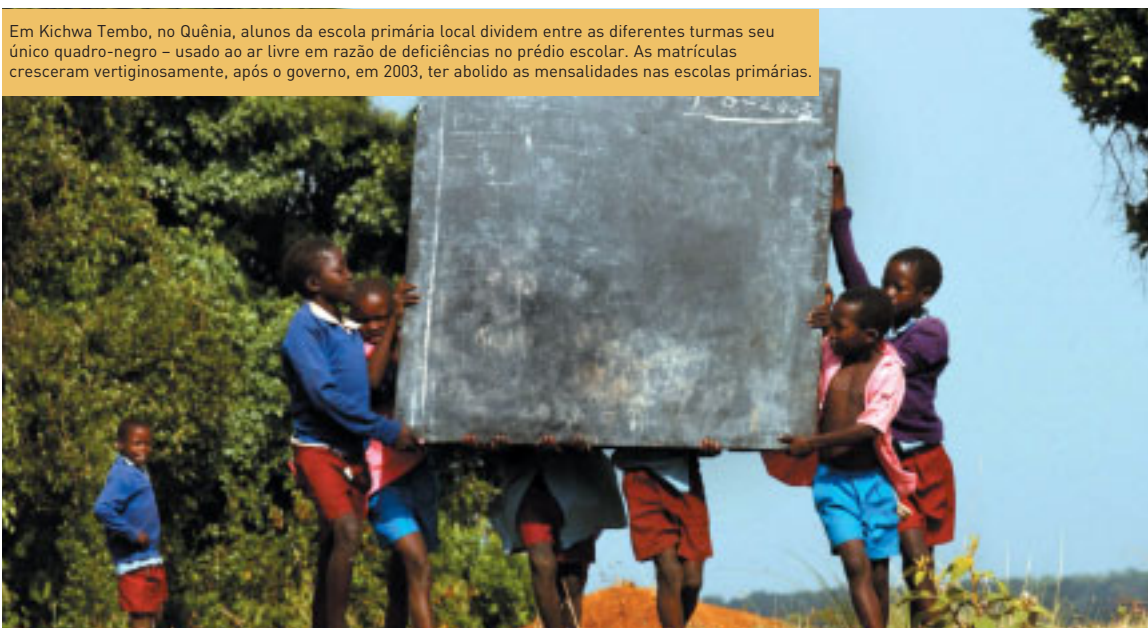 Em Kichwa Tembo, no Quênia, alunos da escola primária local dividem entre as diferentes turmas seu
único quadro-negro – usado ao ar livre em razão de deficiências no prédio escolar. As matrículas
cresceram vertiginosamente, após o governo, em 2003, ter abolido as mensalidades nas escolas primárias.